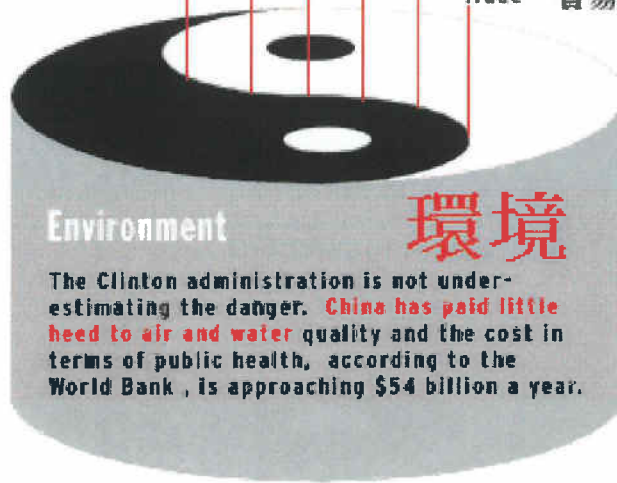 貿易
Environment
環境
The Clinton administration is not under-
estimating the danger. China has paid little
heed to air and water quality and the cost in
terms of public health, according to the
World Bank , is approaching $54 billion a year.